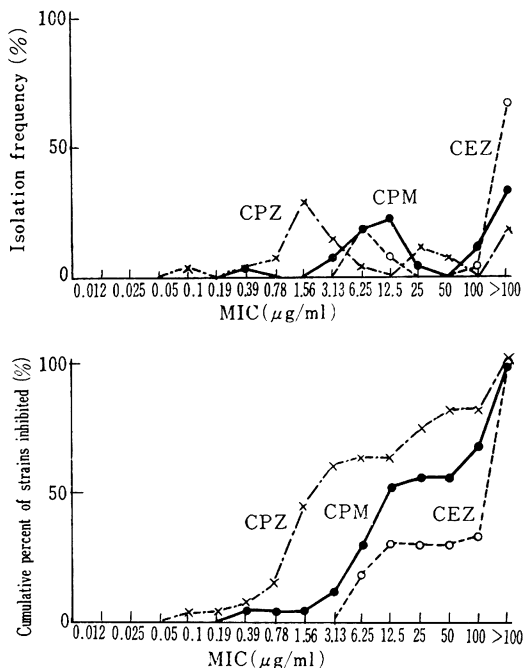 Isolation frequency (%)
100
50
0
CPZ
CPM
CEZ
0.012 0.025 0.05 0.1 0.19 0.39 0.78 1.56 3.13 6.25 12.5 25 50 100 >100
MIC(μg/ml)
Cumulative percent of strains inhibited (%)
100
50
0
CPZ
CPM
CEZ
0.012 0.025 0.05 0.1 0.19 0.39 0.78 1.56 3.13 6.25 12.5 25 50 100 >100
MIC(μg/ml)